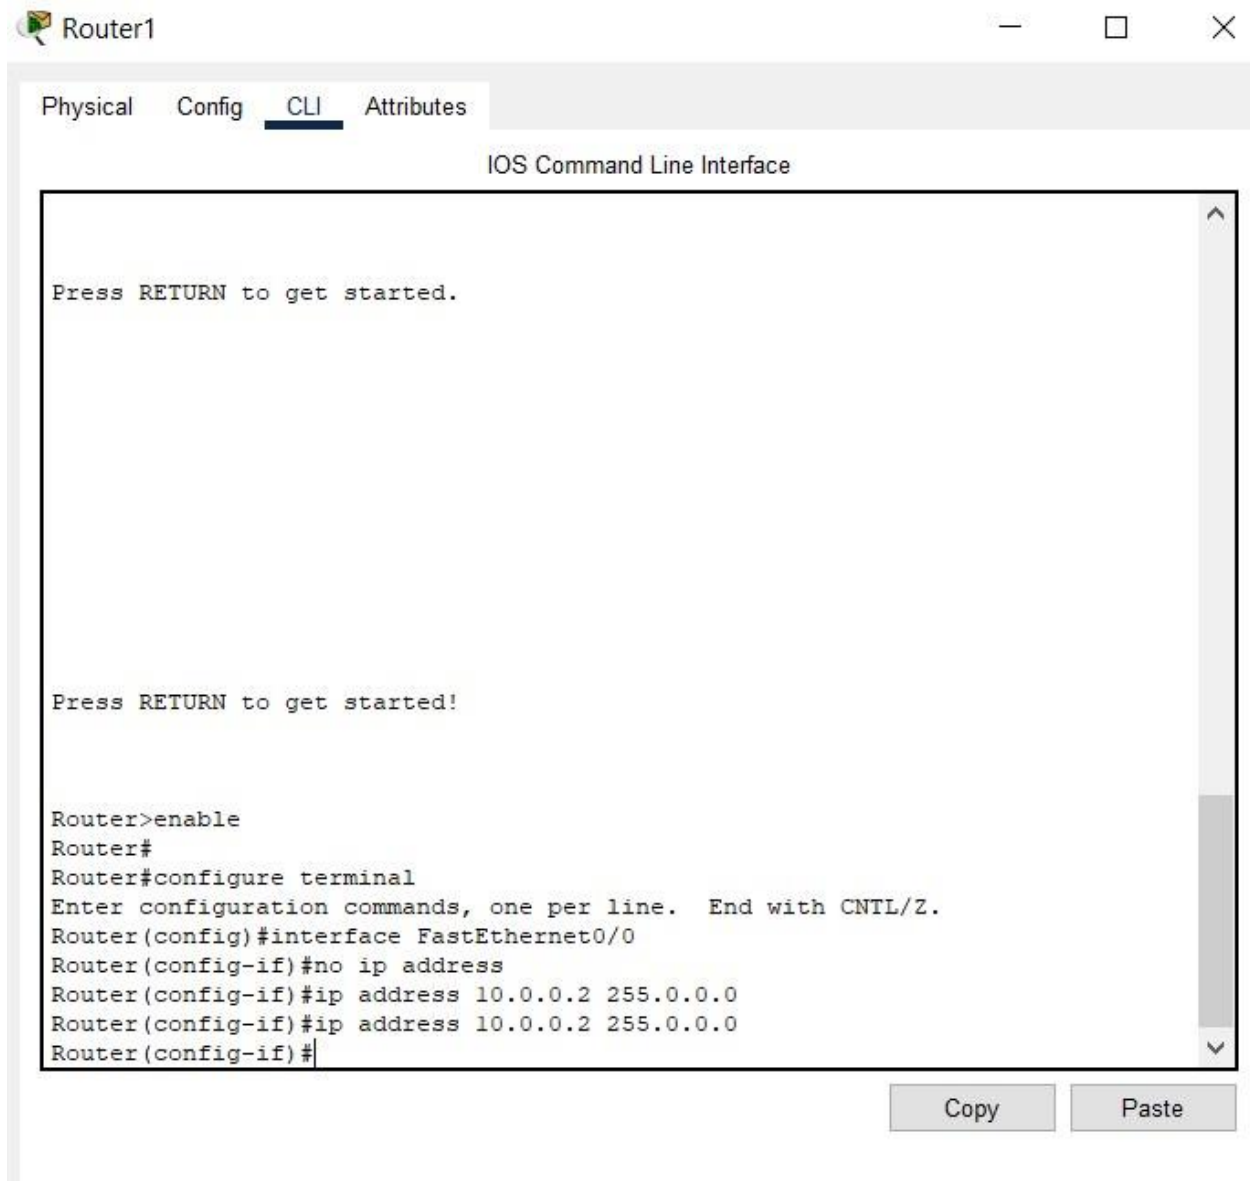 Router1
Physical Config CLI Attributes
IOS Command Line Interface
Press RETURN to get started.
Press RETURN to get started!
Router>enable
Router#
Router#configure terminal
Enter configuration commands, one per line.  End with CNTL/Z.
Router(config)#interface FastEthernet0/0
Router(config-if)#no ip address
Router(config-if)#ip address 10.0.0.2 255.0.0.0
Router(config-if)#ip address 10.0.0.2 255.0.0.0
Router(config-if)#
Copy Paste